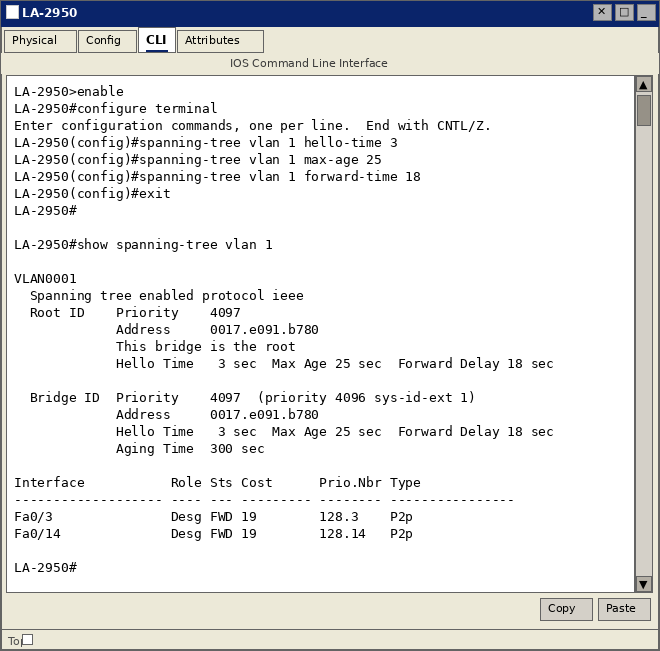 LA-2950
Physical Config CLI Attributes
IOS Command Line Interface
LA-2950>enable
LA-2950#configure terminal
Enter configuration commands, one per line.  End with CNTL/Z.
LA-2950(config)#spanning-tree vlan 1 hello-time 3
LA-2950(config)#spanning-tree vlan 1 max-age 25
LA-2950(config)#spanning-tree vlan 1 forward-time 18
LA-2950(config)#exit
LA-2950#
LA-2950#show spanning-tree vlan 1
VLAN0001
  Spanning tree enabled protocol ieee
  Root ID    Priority    4097
             Address     0017.e091.b780
             This bridge is the root
             Hello Time   3 sec  Max Age 25 sec  Forward Delay 18 sec
  Bridge ID  Priority    4097  (priority 4096 sys-id-ext 1)
             Address     0017.e091.b780
             Hello Time   3 sec  Max Age 25 sec  Forward Delay 18 sec
             Aging Time  300 sec
Interface           Role Sts Cost      Prio.Nbr Type
------------------- ---- --- --------- -------- ----------------
Fa0/3               Desg FWD 19        128.3    P2p
Fa0/14              Desg FWD 19        128.14   P2p
LA-2950#
Copy Paste